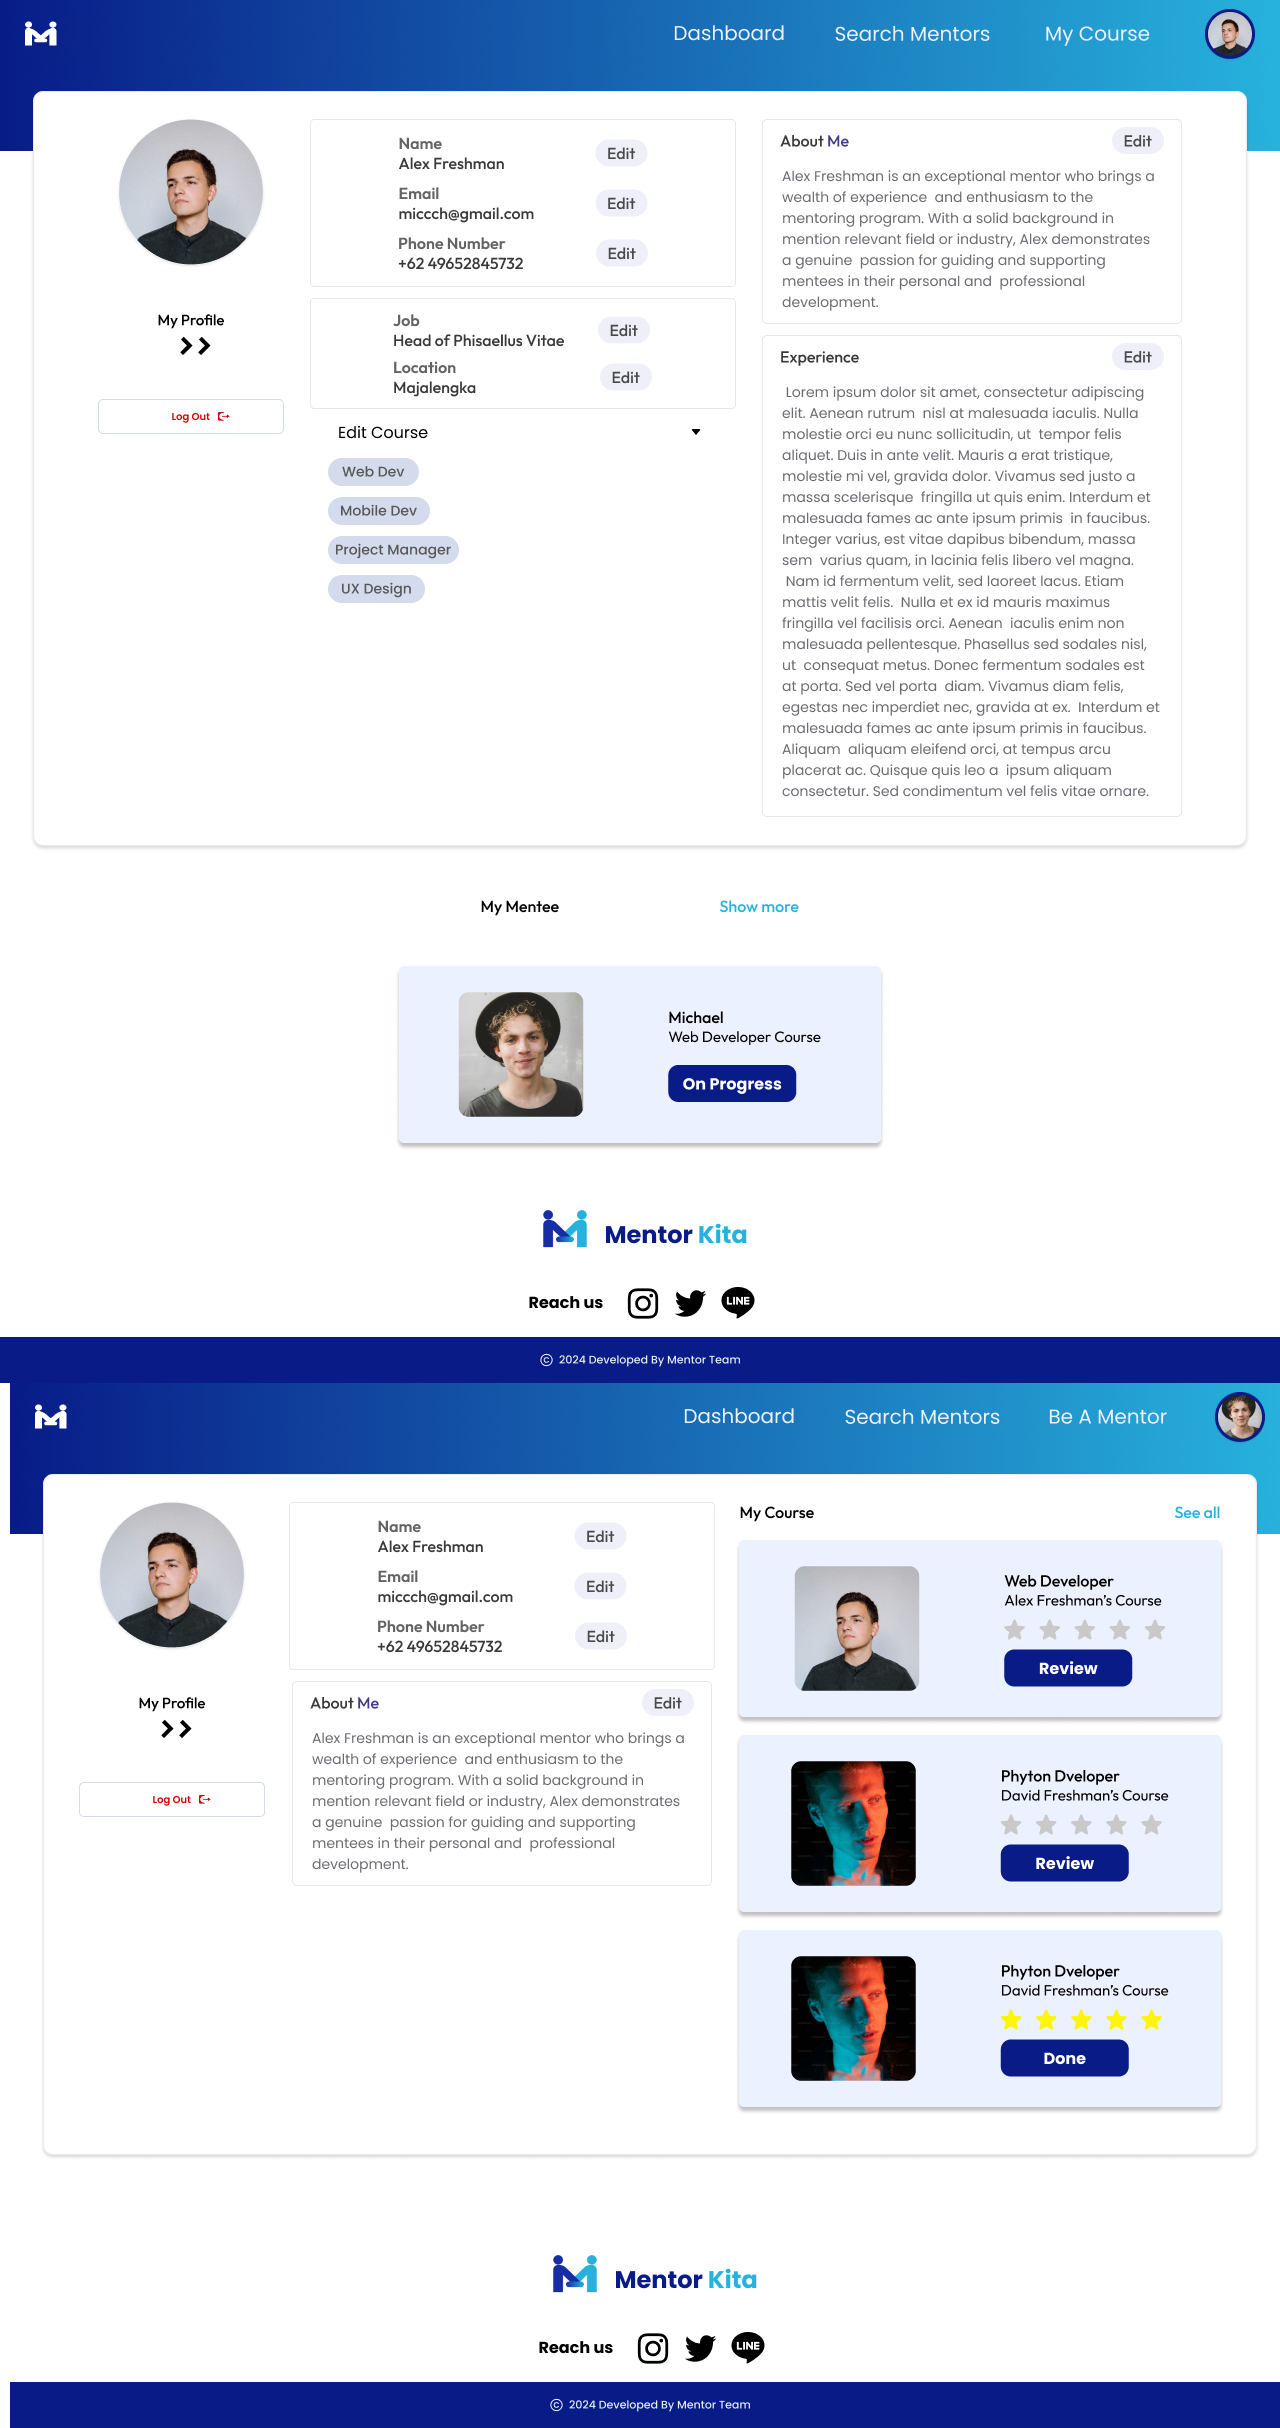 Dashboard
Search Mentors
My Course
Name
Alex Freshman
Edit
Email
miccch@gmail.com
Edit
Phone Number
+62 49652845732
Edit
My Profile
Log Out
Job
Head of Phisaellus Vitae
Edit
Location
Majalengka
Edit
Edit Course
Web Dev
Mobile Dev
Project Manager
UX Design
About Me
Edit
Alex Freshman is an exceptional mentor who brings a
wealth of experience  and enthusiasm to the
mentoring program. With a solid background in
mention relevant field or industry, Alex demonstrates
a genuine  passion for guiding and supporting
mentees in their personal and  professional
development.
Experience
Edit
Lorem ipsum dolor sit amet, consectetur adipiscing
elit. Aenean rutrum  nisl at malesuada iaculis. Nulla
molestie orci eu nunc sollicitudin, ut  tempor felis
aliquet. Duis in ante velit. Mauris a erat tristique,
molestie mi vel, gravida dolor. Vivamus sed justo a
massa scelerisque  fringilla ut quis enim. Interdum et
malesuada fames ac ante ipsum primis  in faucibus.
Integer varius, est vitae dapibus bibendum, massa
sem  varius quam, in lacinia felis libero vel magna.
Nam id fermentum velit, sed laoreet lacus. Etiam
mattis velit felis.  Nulla et ex id mauris maximus
fringilla vel facilisis orci. Aenean  iaculis enim non
malesuada pellentesque. Phasellus sed sodales nisl,
ut  consequat metus. Donec fermentum sodales est
at porta. Sed vel porta  diam. Vivamus diam felis,
egestas nec imperdiet nec, gravida at ex.  Interdum et
malesuada fames ac ante ipsum primis in faucibus.
Aliquam  aliquam eleifend orci, at tempus arcu
placerat ac. Quisque quis leo a  ipsum aliquam
consectetur. Sed condimentum vel felis vitae ornare.
My Mentee
Show more
Michael
Web Developer Course
On Progress
Mentor Kita
Reach us
LINE
© 2024 Developed By Mentor Team
Dashboard
Search Mentors
Be A Mentor
Name
Alex Freshman
Edit
Email
miccch@gmail.com
Edit
Phone Number
+62 49652845732
Edit
My Profile
Log Out
About Me
Edit
Alex Freshman is an exceptional mentor who brings a
wealth of experience  and enthusiasm to the
mentoring program. With a solid background in
mention relevant field or industry, Alex demonstrates
a genuine  passion for guiding and supporting
mentees in their personal and  professional
development.
My Course
See all
Web Developer
Alex Freshman's Course
Review
Phyton Dveloper
David Freshman's Course
Review
Phyton Dveloper
David Freshman's Course
Done
Mentor Kita
Reach us
LINE
© 2024 Developed By Mentor Team